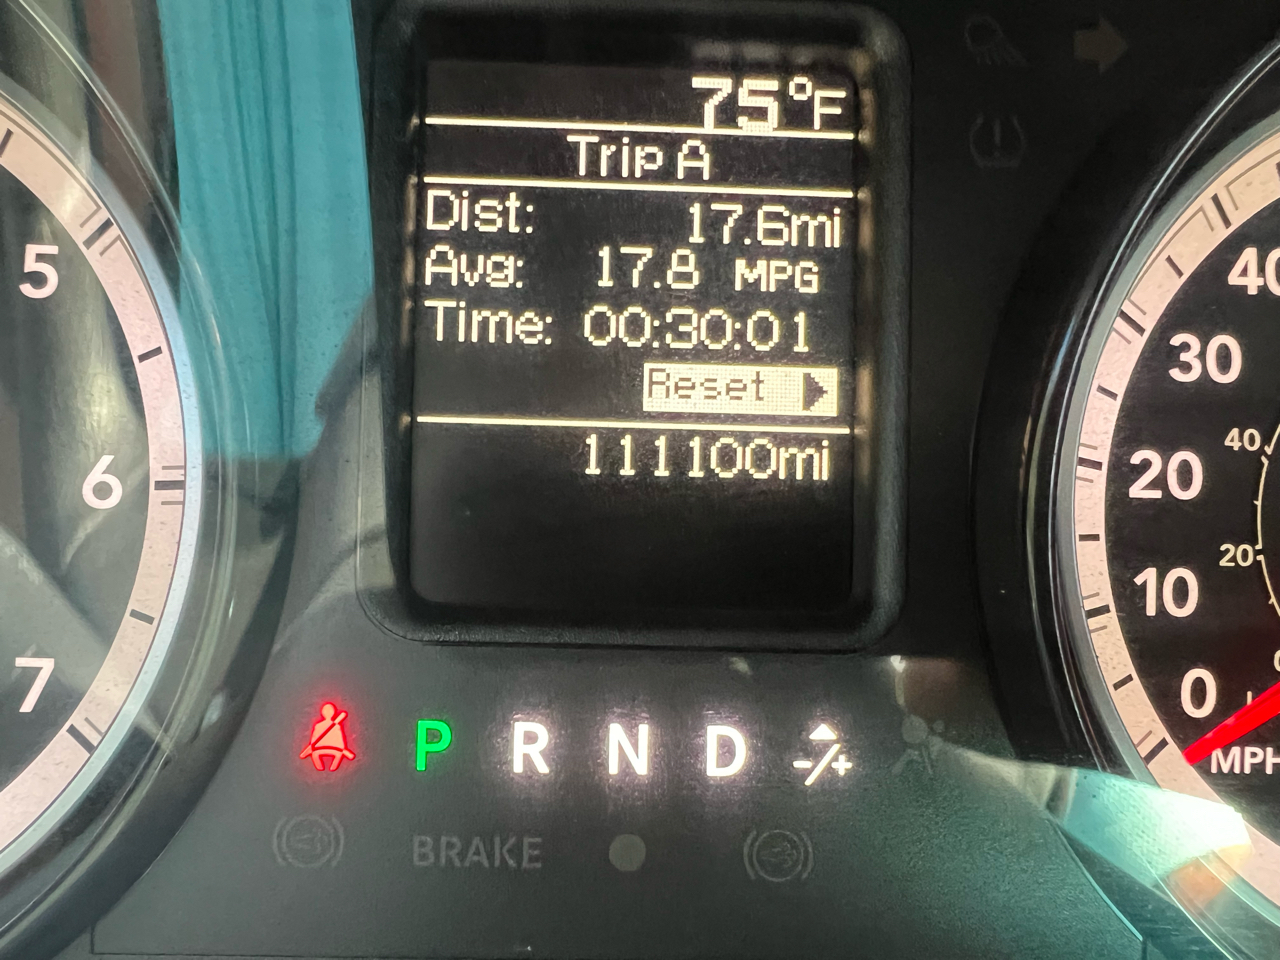 75°F
Trip A
Dist: 17.6mi
Avg: 17.8 MPG
Time: 00:30:01
Reset
111100mi
5
6
7
40
30
20
10
0
MPH
40
20
P R N D -/+
BRAKE